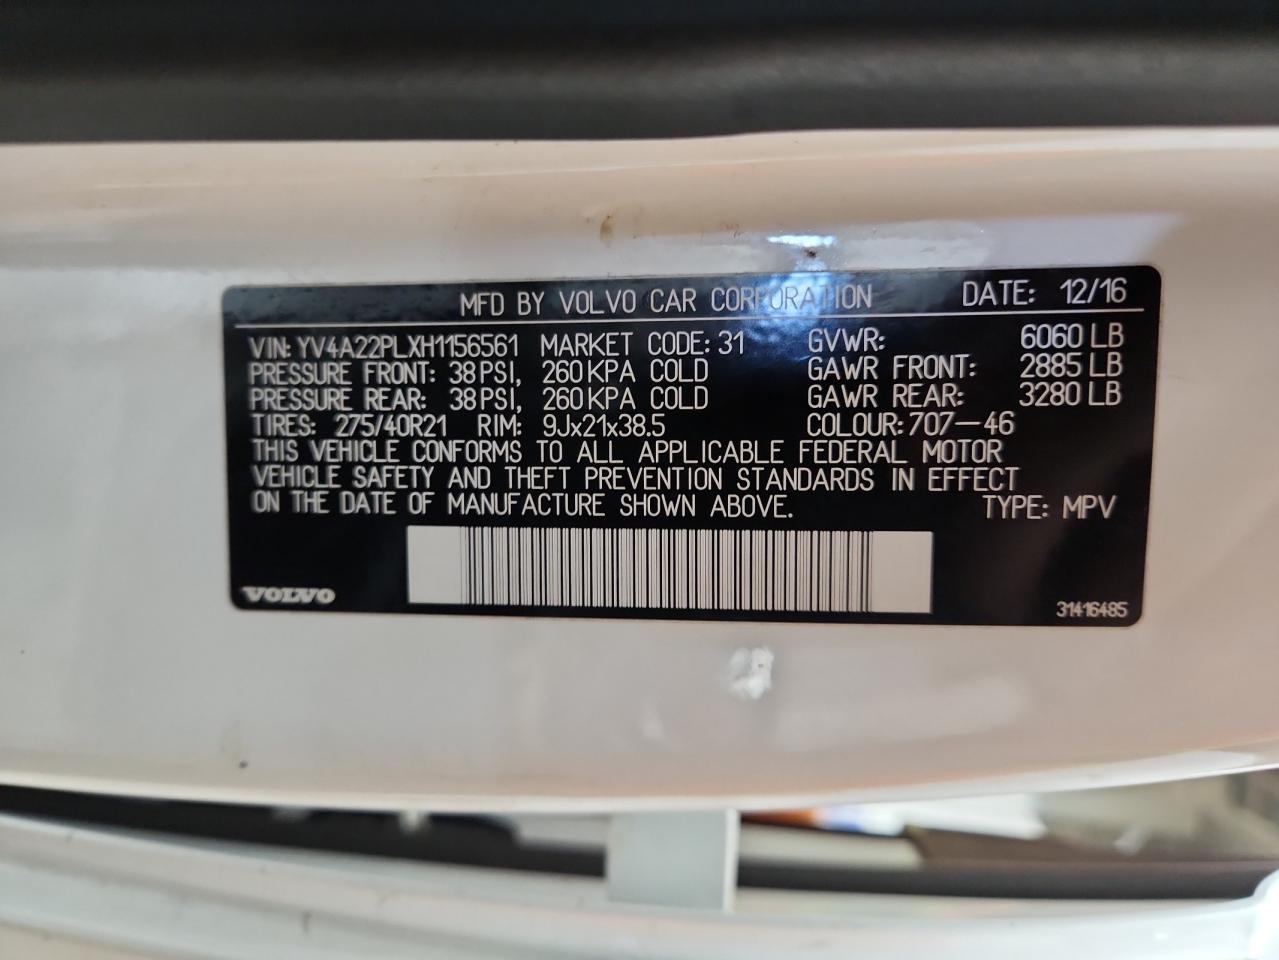 MFD BY VOLVO CAR CORPORATION DATE: 12/16
VIN: YV4A22PLXH1156561 MARKET CODE: 31 GVWR: 6060 LB
PRESSURE FRONT: 38 PSI, 260 KPA COLD GAWR FRONT: 2885 LB
PRESSURE REAR: 38 PSI, 260 KPA COLD GAWR REAR: 3280 LB
TIRES: 275/40R21 RIM: 9Jx21x38.5 COLOUR: 707-46
THIS VEHICLE CONFORMS TO ALL APPLICABLE FEDERAL MOTOR
VEHICLE SAFETY AND THEFT PREVENTION STANDARDS IN EFFECT
ON THE DATE OF MANUFACTURE SHOWN ABOVE. TYPE: MPV
VOLVO 31416485